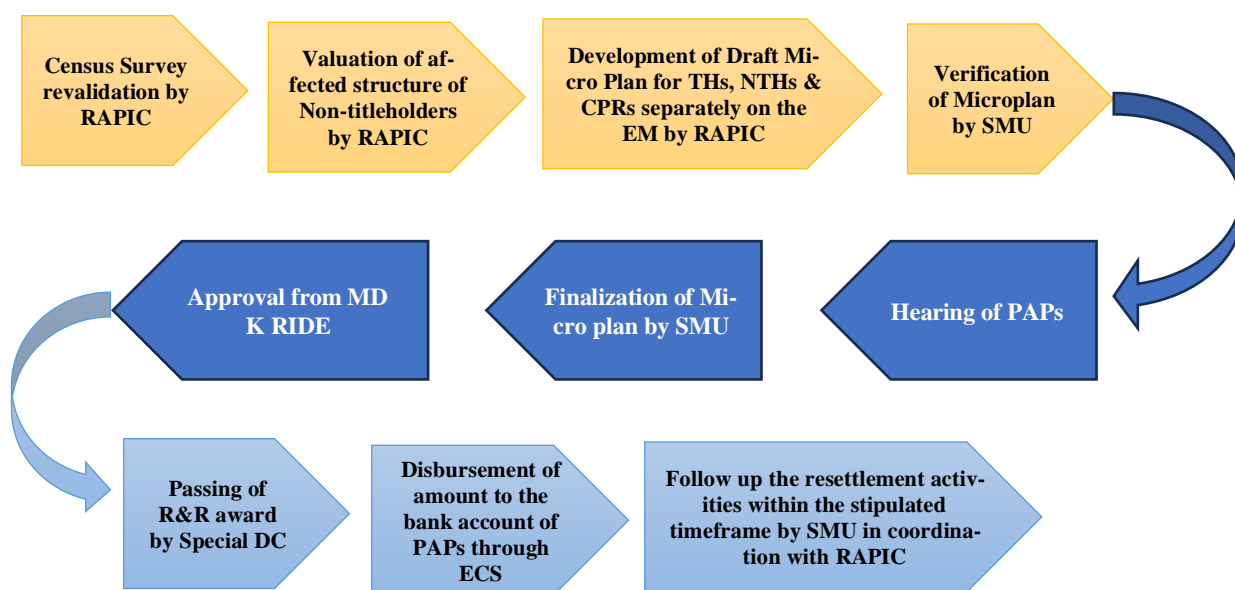 Census Survey
revalidation by
RAPIC
Valuation of af-
fected structure of
Non-titleholders
by RAPIC
Development of Draft Mi-
cro Plan for THs, NTHs &
CPRs separately on the
EM by RAPIC
Verification
of Microplan
by SMU
Hearing of PAPs
Finalization of Mi-
cro plan by SMU
Approval from MD
K RIDE
Passing of
R&R award
by Special DC
Disbursement of
amount to the
bank account of
PAPs through
ECS
Follow up the resettlement activ-
ities within the stipulated
timeframe by SMU in coordina-
tion with RAPIC